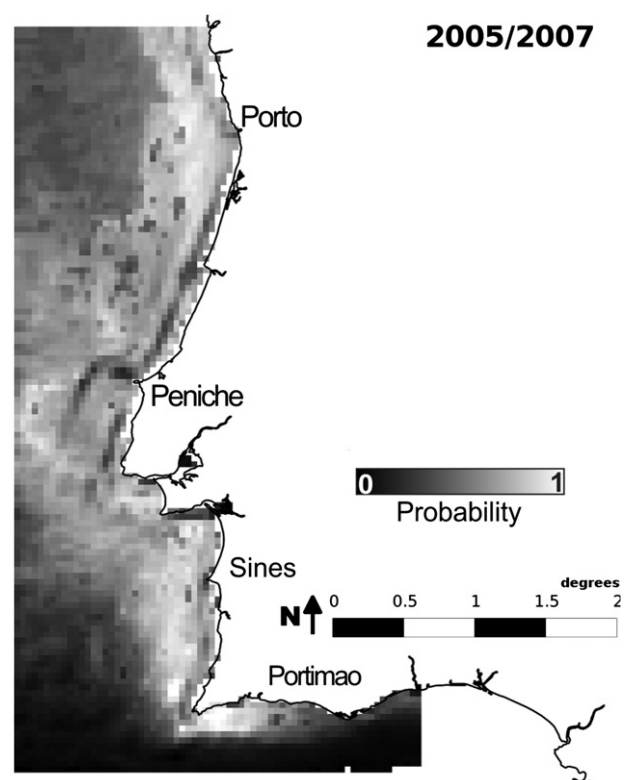 2005/2007
Porto
Peniche
0 1
Probability
Sines
degrees
N 0 0.5 1 1.5 2
Portimao